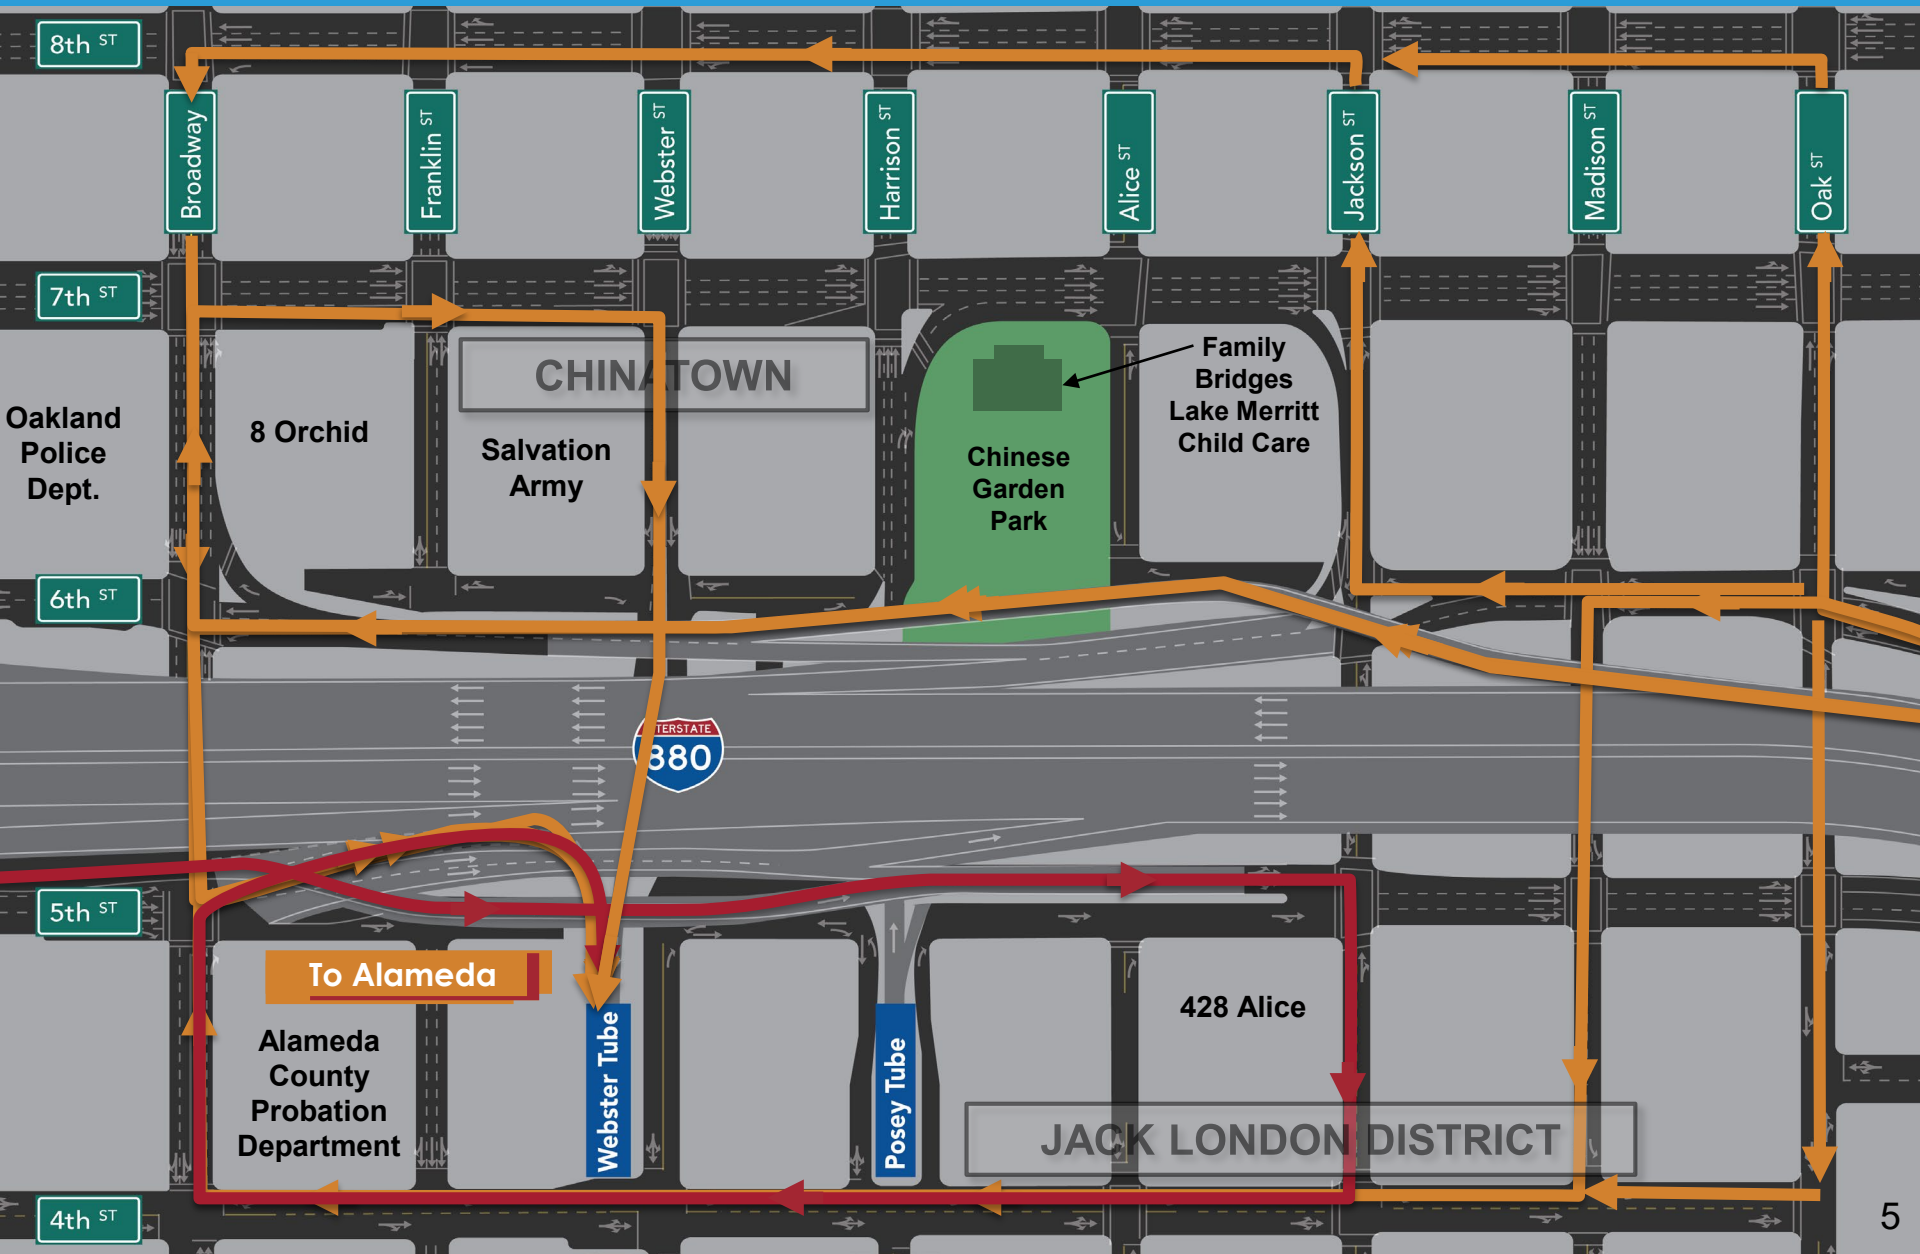 8th ST
Broadway
Franklin ST
Webster ST
Harrison ST
Alice ST
Jackson ST
Madison ST
Oak ST
7th ST
CHINATOWN
Family
Bridges
Lake Merritt
Child Care
Oakland
Police
Dept.
8 Orchid
Salvation
Army
Chinese
Garden
Park
6th ST
880
5th ST
To Alameda
Alameda
County
Probation
Department
Webster Tube
Posey Tube
428 Alice
JACK LONDON DISTRICT
4th ST
5